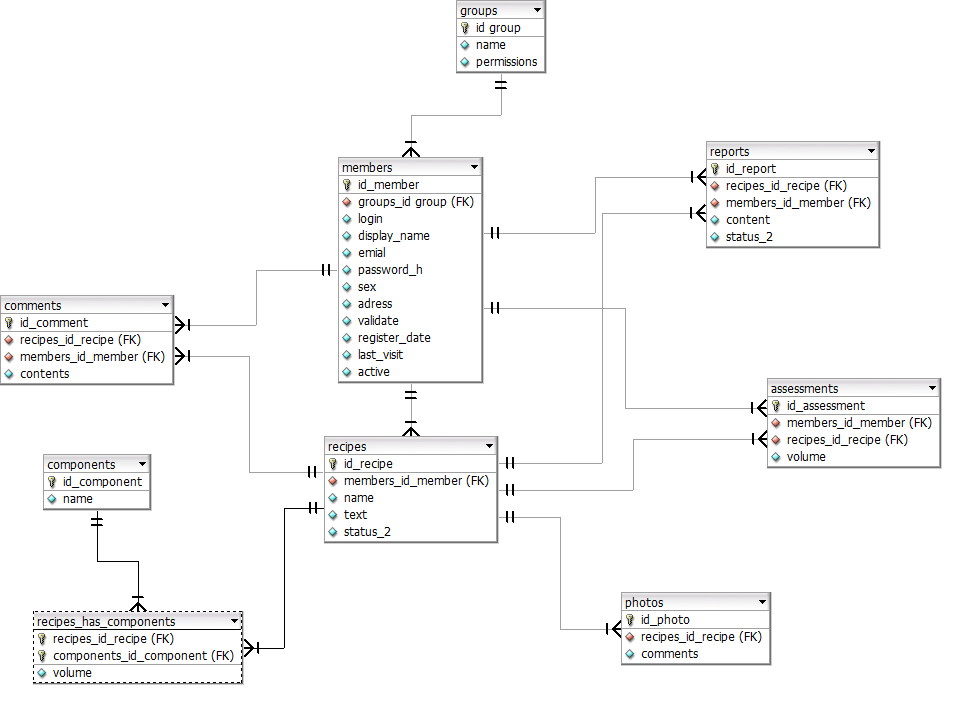 groups
id group
name
permissions
members
id_member
groups_id group (FK)
login
display_name
emial
password_h
sex
adress
validate
register_date
last_visit
active
reports
id_report
recipes_id_recipe (FK)
members_id_member (FK)
content
status_2
comments
id_comment
recipes_id_recipe (FK)
members_id_member (FK)
contents
assessments
id_assessment
members_id_member (FK)
recipes_id_recipe (FK)
volume
recipes
id_recipe
members_id_member (FK)
name
text
status_2
components
id_component
name
recipes_has_components
recipes_id_recipe (FK)
components_id_component (FK)
volume
photos
id_photo
recipes_id_recipe (FK)
comments